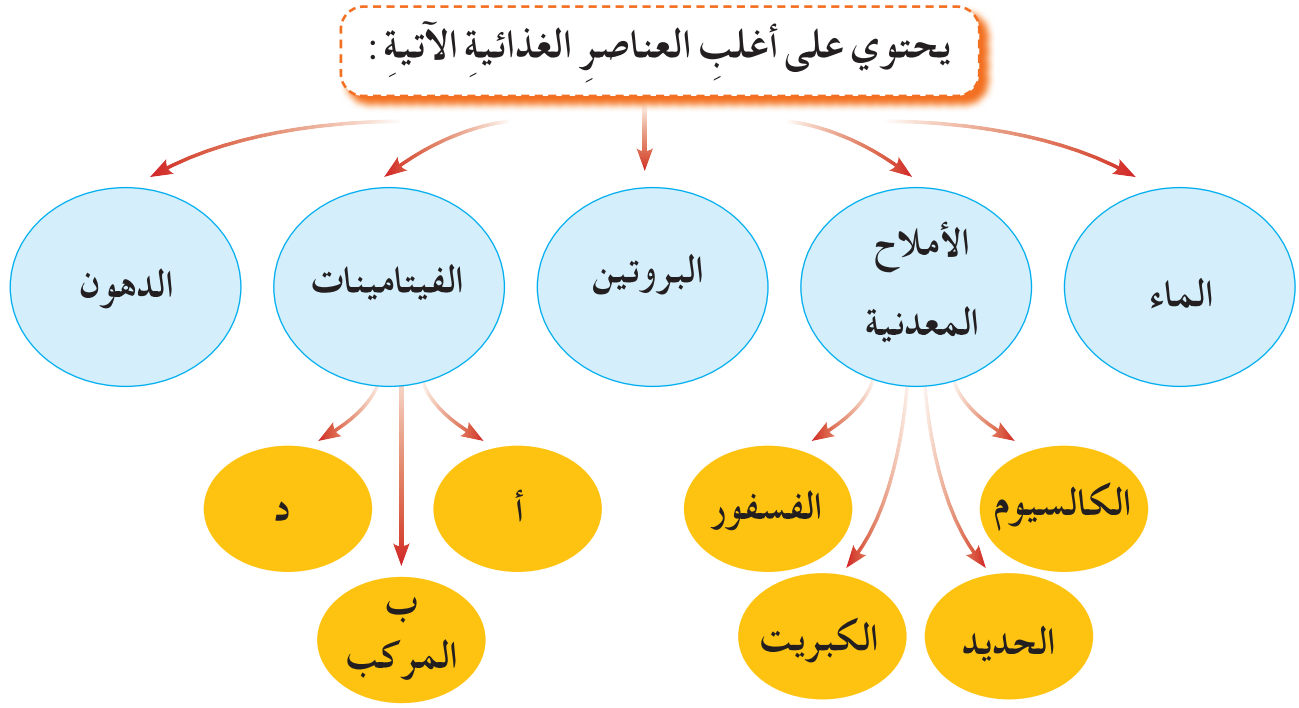 يحتوي على أغلبِ العناصرِ الغذائيةِ الآتيةِ :
الماء
الأملاح
المعدنية
البروتين
الفيتامينات
الدهون
الكالسيوم
الحديد
الكبريت
الفسفور
أ
ب
المركب
د